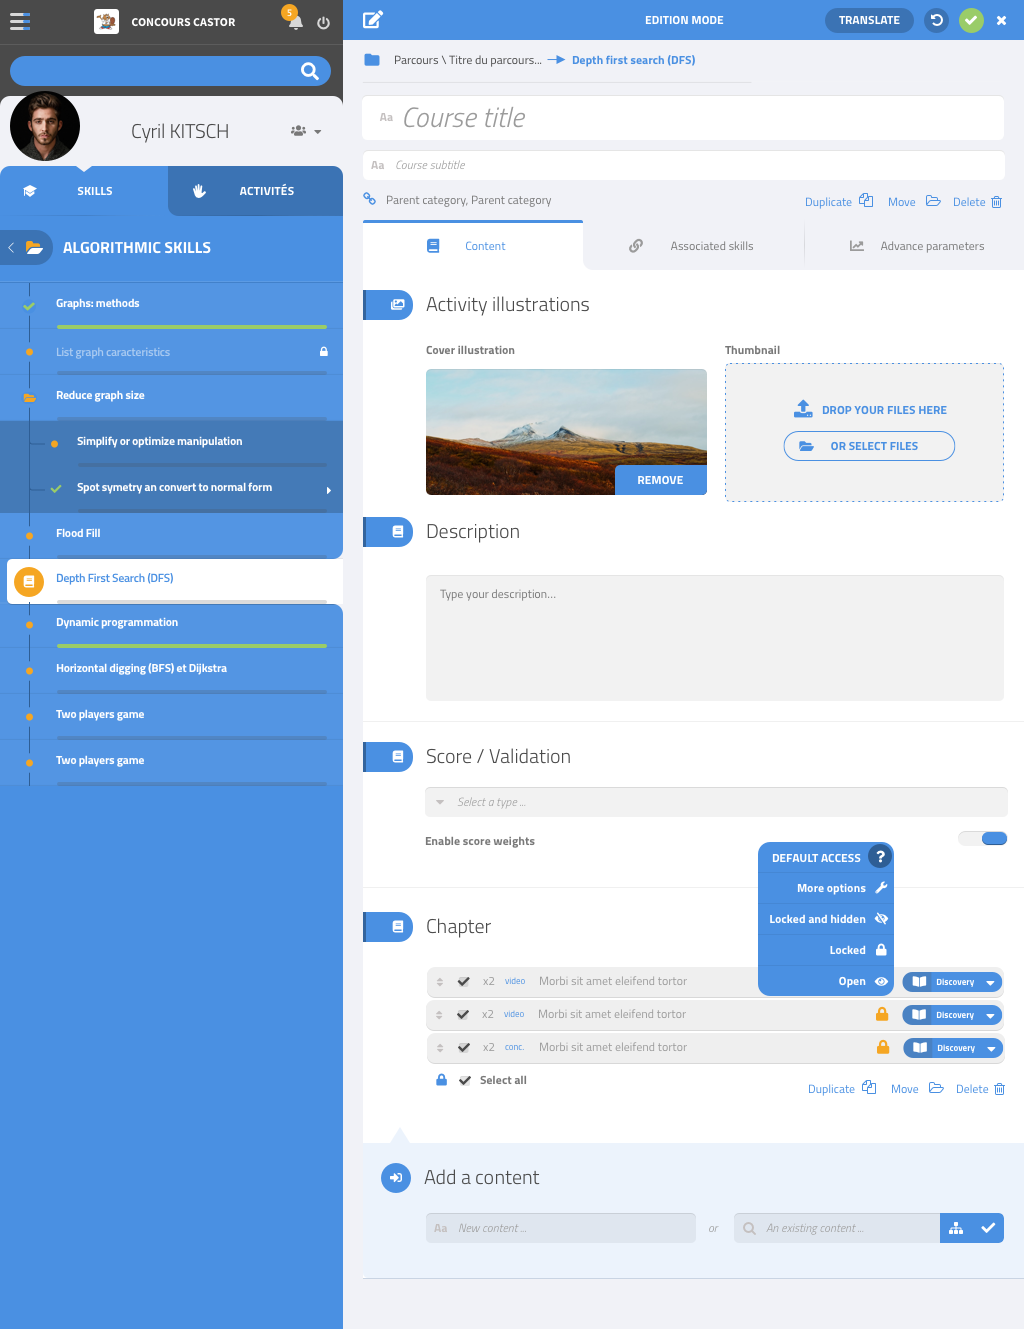 CONCOURS CASTOR
5
EDITION MODE
TRANSLATE
Parcours \ Titre du parcours...
Depth first search (DFS)
Cyril KITSCH
SKILLS
ACTIVITÉS
ALGORITHMIC SKILLS
Graphs: methods
List graph caracteristics
Reduce graph size
Simplify or optimize manipulation
Spot symetry an convert to normal form
Flood Fill
Depth First Search (DFS)
Dynamic programmation
Horizontal digging (BFS) et Dijkstra
Two players game
Two players game
Aa Course title
Aa Course subtitle
Parent category, Parent category
Duplicate
Move
Delete
Content
Associated skills
Advance parameters
Activity illustrations
Cover illustration
Thumbnail
REMOVE
DROP YOUR FILES HERE
OR SELECT FILES
Description
Type your description...
Score / Validation
Select a type ...
Enable score weights
DEFAULT ACCESS ?
More options
Locked and hidden
Locked
Open
Chapter
x2 video Morbi sit amet eleifend tortor Discovery
x2 video Morbi sit amet eleifend tortor Discovery
x2 conc. Morbi sit amet eleifend tortor Discovery
Select all
Duplicate
Move
Delete
Add a content
Aa New content ...
or
An existing content ...